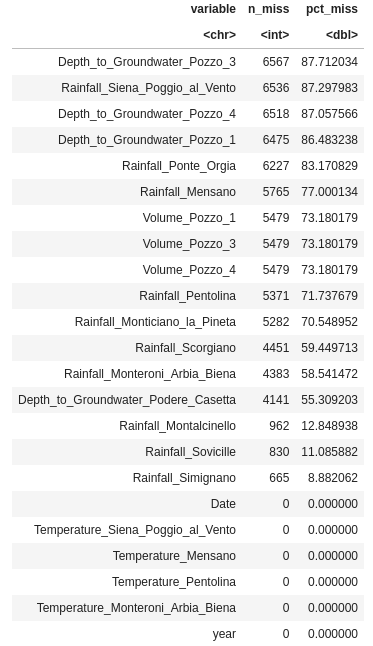 variable n_miss pct_miss
<chr> <int> <dbl>
Depth_to_Groundwater_Pozzo_3 6567 87.712034
Rainfall_Siena_Poggio_al_Vento 6536 87.297983
Depth_to_Groundwater_Pozzo_4 6518 87.057566
Depth_to_Groundwater_Pozzo_1 6475 86.483238
Rainfall_Ponte_Orgia 6227 83.170829
Rainfall_Mensano 5765 77.000134
Volume_Pozzo_1 5479 73.180179
Volume_Pozzo_3 5479 73.180179
Volume_Pozzo_4 5479 73.180179
Rainfall_Pentolina 5371 71.737679
Rainfall_Monticiano_la_Pineta 5282 70.548952
Rainfall_Scorgiano 4451 59.449713
Rainfall_Monteroni_Arbia_Biena 4383 58.541472
Depth_to_Groundwater_Podere_Casetta 4141 55.309203
Rainfall_Montalcinello 962 12.848938
Rainfall_Sovicille 830 11.085882
Rainfall_Simignano 665 8.882062
Date 0 0.000000
Temperature_Siena_Poggio_al_Vento 0 0.000000
Temperature_Mensano 0 0.000000
Temperature_Pentolina 0 0.000000
Temperature_Monteroni_Arbia_Biena 0 0.000000
year 0 0.000000